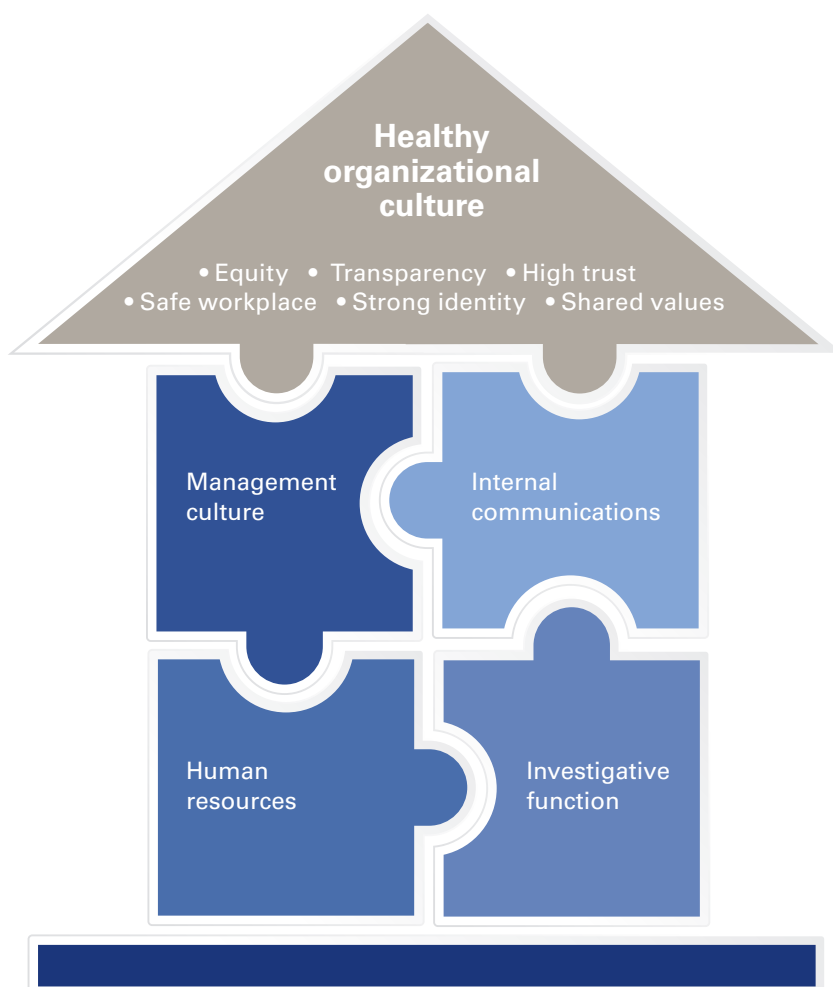 Healthy
organizational
culture
• Equity • Transparency • High trust
• Safe workplace • Strong identity • Shared values
Management
culture
Internal
communications
Human
resources
Investigative
function